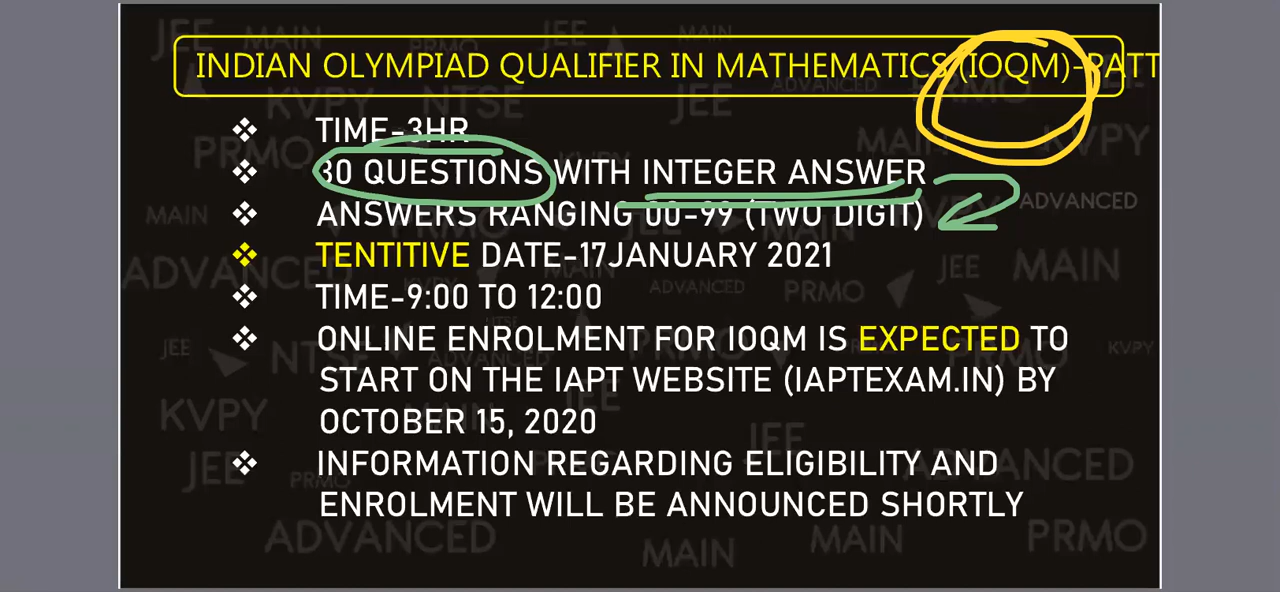 INDIAN OLYMPIAD QUALIFIER IN MATHEMATICS (IOQM)-PATT
❖ TIME-3HR
❖ 30 QUESTIONS WITH INTEGER ANSWER
❖ ANSWERS RANGING 00-99 (TWO DIGIT) 2
❖ TENTITIVE DATE-17JANUARY 2021
❖ TIME-9:00 TO 12:00
❖ ONLINE ENROLMENT FOR IOQM IS EXPECTED TO
START ON THE IAPT WEBSITE (IAPTEXAM.IN) BY
OCTOBER 15, 2020
❖ INFORMATION REGARDING ELIGIBILITY AND
ENROLMENT WILL BE ANNOUNCED SHORTLY